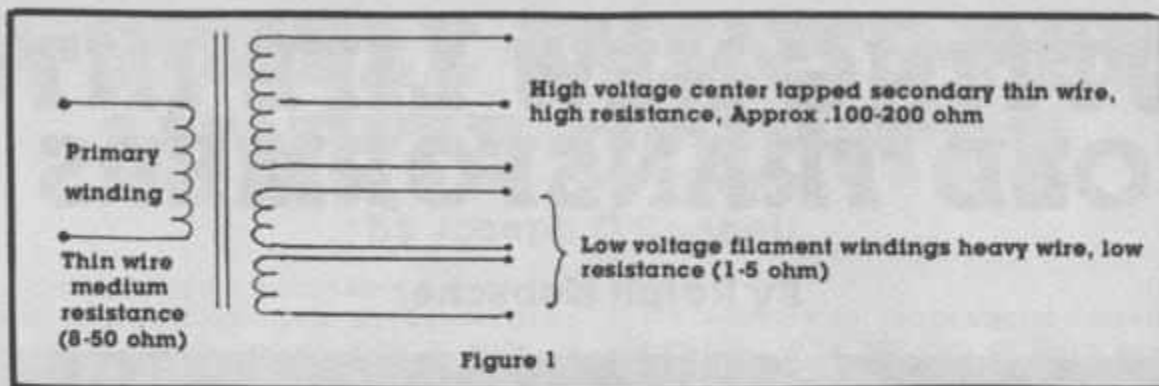 High voltage center tapped secondary thin wire,
high resistance, Approx .100-200 ohm
Primary
winding
Thin wire
medium
resistance
(8-50 ohm)
Low voltage filament windings heavy wire, low
resistance (1-5 ohm)
Figure 1